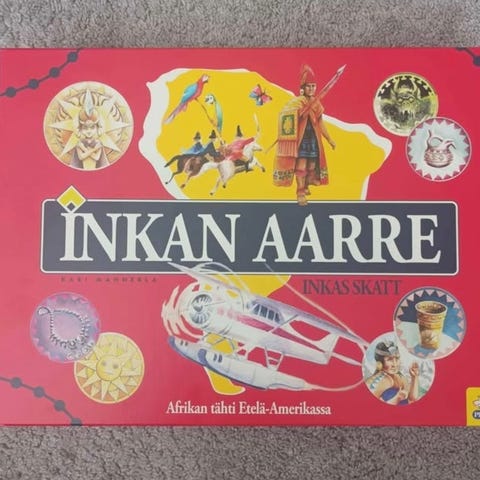 INKAN AARRE
KARI MANNERLA
INKAS SKATT
Afrikan tähti Etelä-Amerikassa